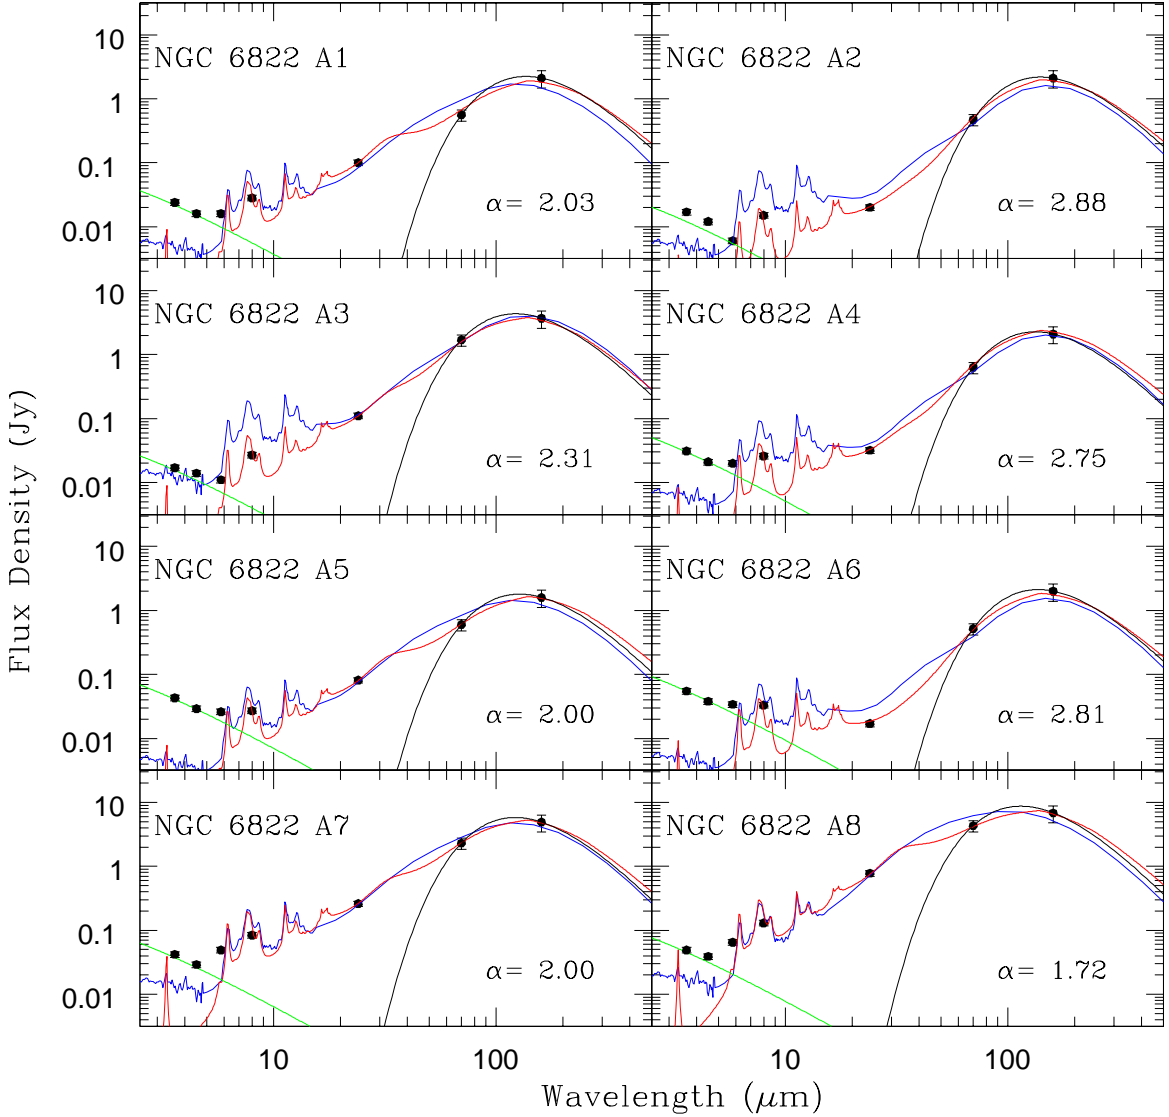 NGC 6822 A1
α= 2.03
NGC 6822 A2
α= 2.88
NGC 6822 A3
α= 2.31
NGC 6822 A4
α= 2.75
NGC 6822 A5
α= 2.00
NGC 6822 A6
α= 2.81
NGC 6822 A7
α= 2.00
NGC 6822 A8
α= 1.72
10
1
0.1
0.01
10
1
0.1
0.01
10
1
0.1
0.01
10
1
0.1
0.01
10
100
10
100
Flux Density (Jy)
Wavelength (μm)